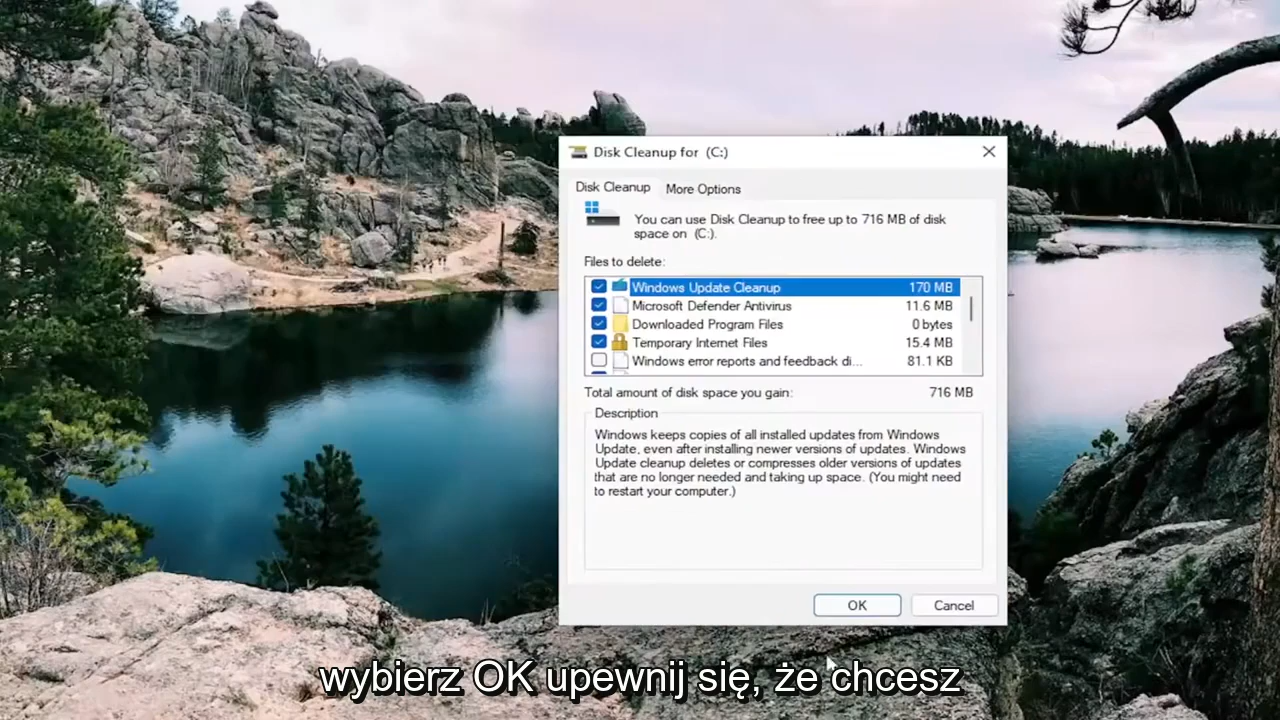 Disk Cleanup for (C:)
Disk Cleanup More Options
You can use Disk Cleanup to free up to 716 MB of disk
space on (C:).
Files to delete:
Windows Update Cleanup 170 MB
Microsoft Defender Antivirus 11.6 MB
Downloaded Program Files 0 bytes
Temporary Internet Files 15.4 MB
Windows error reports and feedback di... 81.1 KB
Total amount of disk space you gain: 716 MB
Description
Windows keeps copies of all installed updates from Windows
Update, even after installing newer versions of updates. Windows
Update cleanup deletes or compresses older versions of updates
that are no longer needed and taking up space. (You might need
to restart your computer.)
OK Cancel
wybierz OK upewnij się, że chcesz